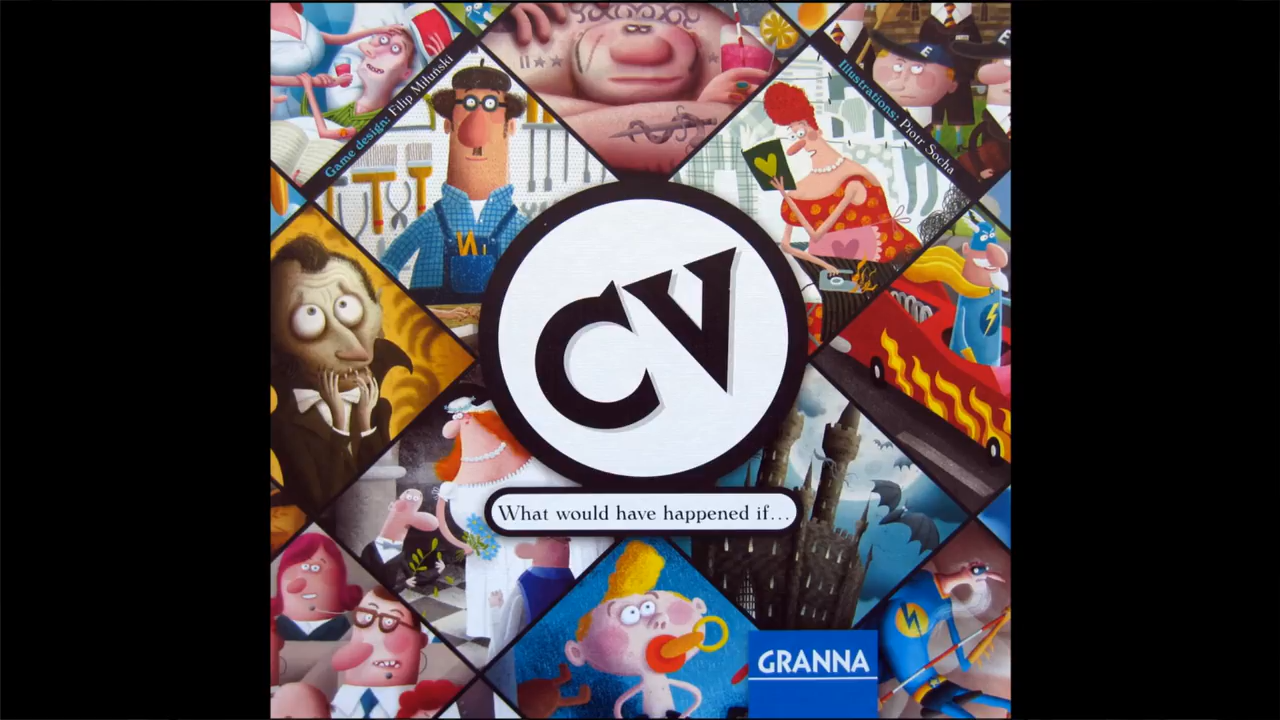 Game design: Filip Miłuński
Illustrations: Piotr Socha
E
E
CV
What would have happened if...
GRANNA